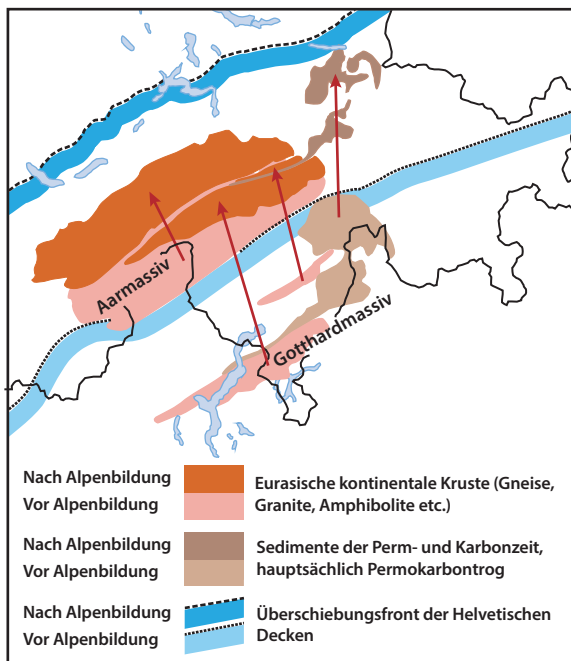 Aarmassiv
Gotthardmassiv
Nach Alpenbildung
Vor Alpenbildung
Eurasische kontinentale Kruste (Gneise,
Granite, Amphibolite etc.)
Nach Alpenbildung
Vor Alpenbildung
Sedimente der Perm- und Karbonzeit,
hauptsächlich Permokarbontrog
Nach Alpenbildung
Vor Alpenbildung
Überschiebungsfront der Helvetischen
Decken